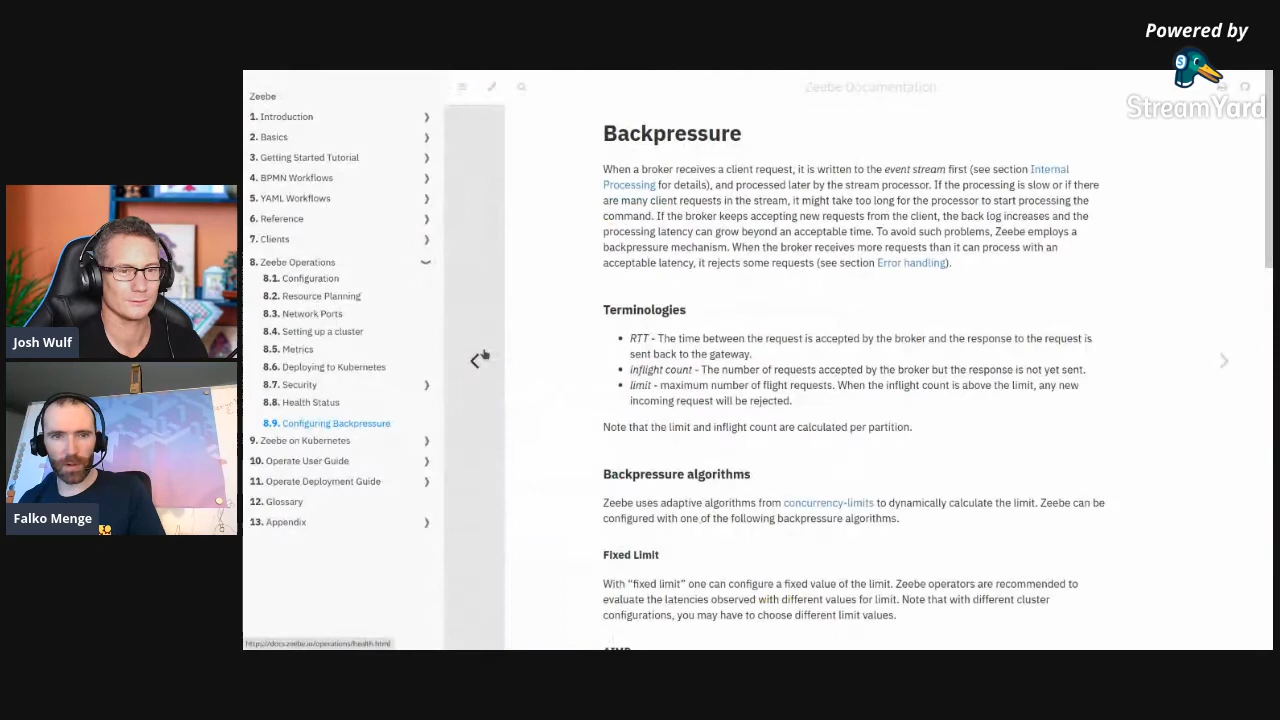 Powered by
StreamYard
Zeebe
1. Introduction
2. Basics
3. Getting Started Tutorial
4. BPMN Workflows
5. YAML Workflows
6. Reference
7. Clients
8. Zeebe Operations
8.1. Configuration
8.2. Resource Planning
8.3. Network Ports
8.4. Setting up a cluster
8.5. Metrics
8.6. Deploying to Kubernetes
8.7. Security
8.8. Health Status
8.9. Configuring Backpressure
9. Zeebe on Kubernetes
10. Operate User Guide
11. Operate Deployment Guide
12. Glossary
13. Appendix
https://docs.zeebe.io/operations/health.html
Zeebe Documentation
Backpressure
When a broker receives a client request, it is written to the event stream first (see section Internal
Processing for details), and processed later by the stream processor. If the processing is slow or if there
are many client requests in the stream, it might take too long for the processor to start processing the
command. If the broker keeps accepting new requests from the client, the back log increases and the
processing latency can grow beyond an acceptable time. To avoid such problems, Zeebe employs a
backpressure mechanism. When the broker receives more requests than it can process with an
acceptable latency, it rejects some requests (see section Error handling).
Terminologies
• RTT - The time between the request is accepted by the broker and the response to the request is
sent back to the gateway.
• inflight count - The number of requests accepted by the broker but the response is not yet sent.
• limit - maximum number of flight requests. When the inflight count is above the limit, any new
incoming request will be rejected.
Note that the limit and inflight count are calculated per partition.
Backpressure algorithms
Zeebe uses adaptive algorithms from concurrency-limits to dynamically calculate the limit. Zeebe can be
configured with one of the following backpressure algorithms.
Fixed Limit
With "fixed limit" one can configure a fixed value of the limit. Zeebe operators are recommended to
evaluate the latencies observed with different values for limit. Note that with different cluster
configurations, you may have to choose different limit values.
Josh Wulf
Falko Menge